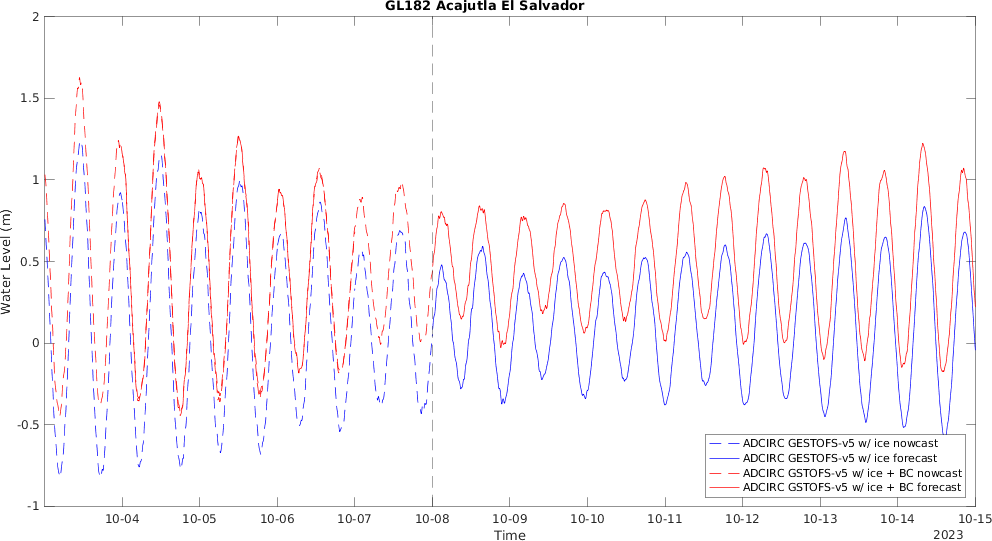 GL182 Acajutla El Salvador
2
1.5
1
0.5
0
-0.5
-1
Water Level (m)
10-04
10-05
10-06
10-07
10-08
10-09
10-10
10-11
10-12
10-13
10-14
10-15
Time
2023
ADCIRC GESTOFS-v5 w/ ice nowcast
ADCIRC GESTOFS-v5 w/ ice forecast
ADCIRC GSTOFS-v5 w/ ice + BC nowcast
ADCIRC GSTOFS-v5 w/ ice + BC forecast